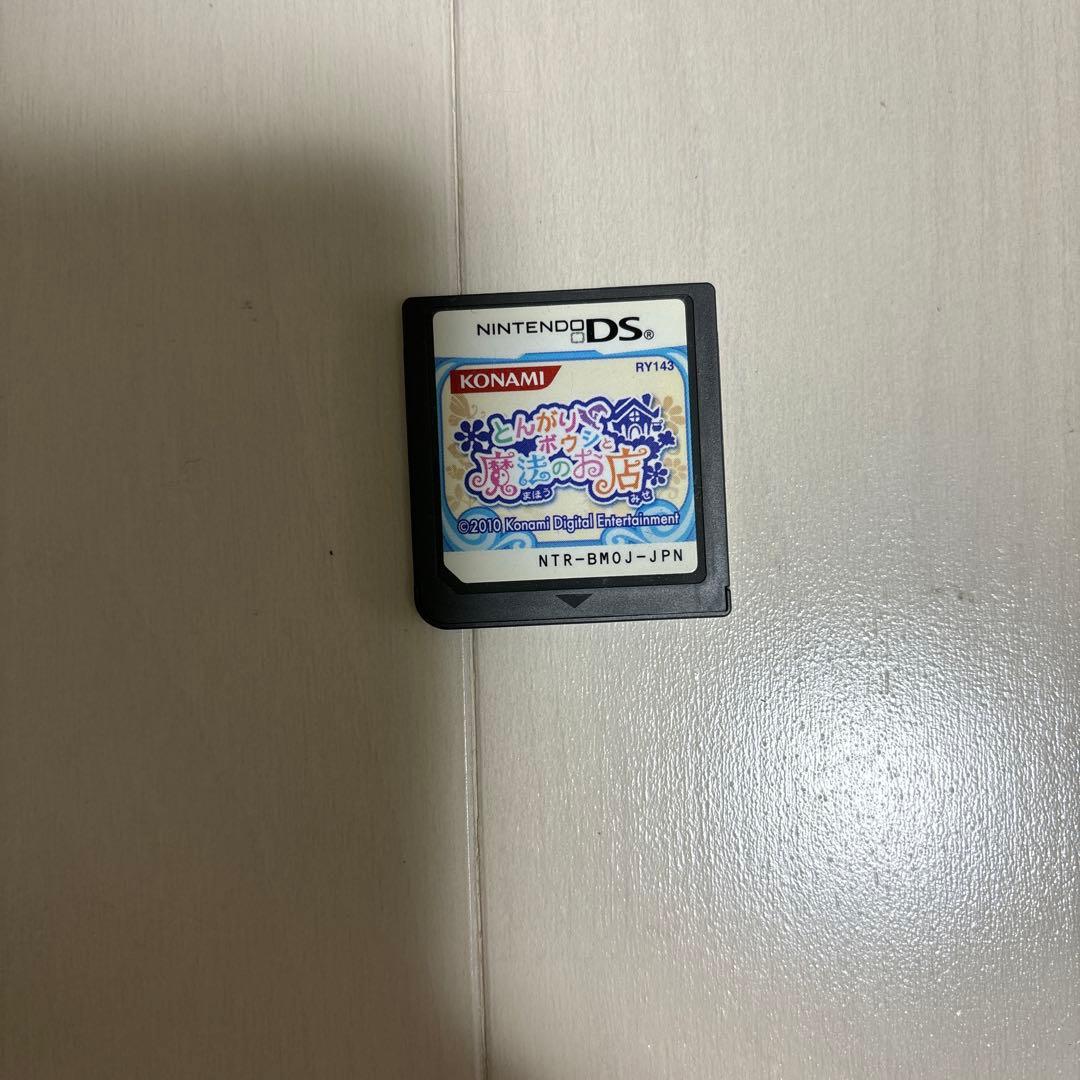 NINTENDO DS®
KONAMI
RY143
とんがり
ボウシと
魔法のお店
まほう みせ
©2010 Konami Digital Entertainment
NTR-BM0J-JPN